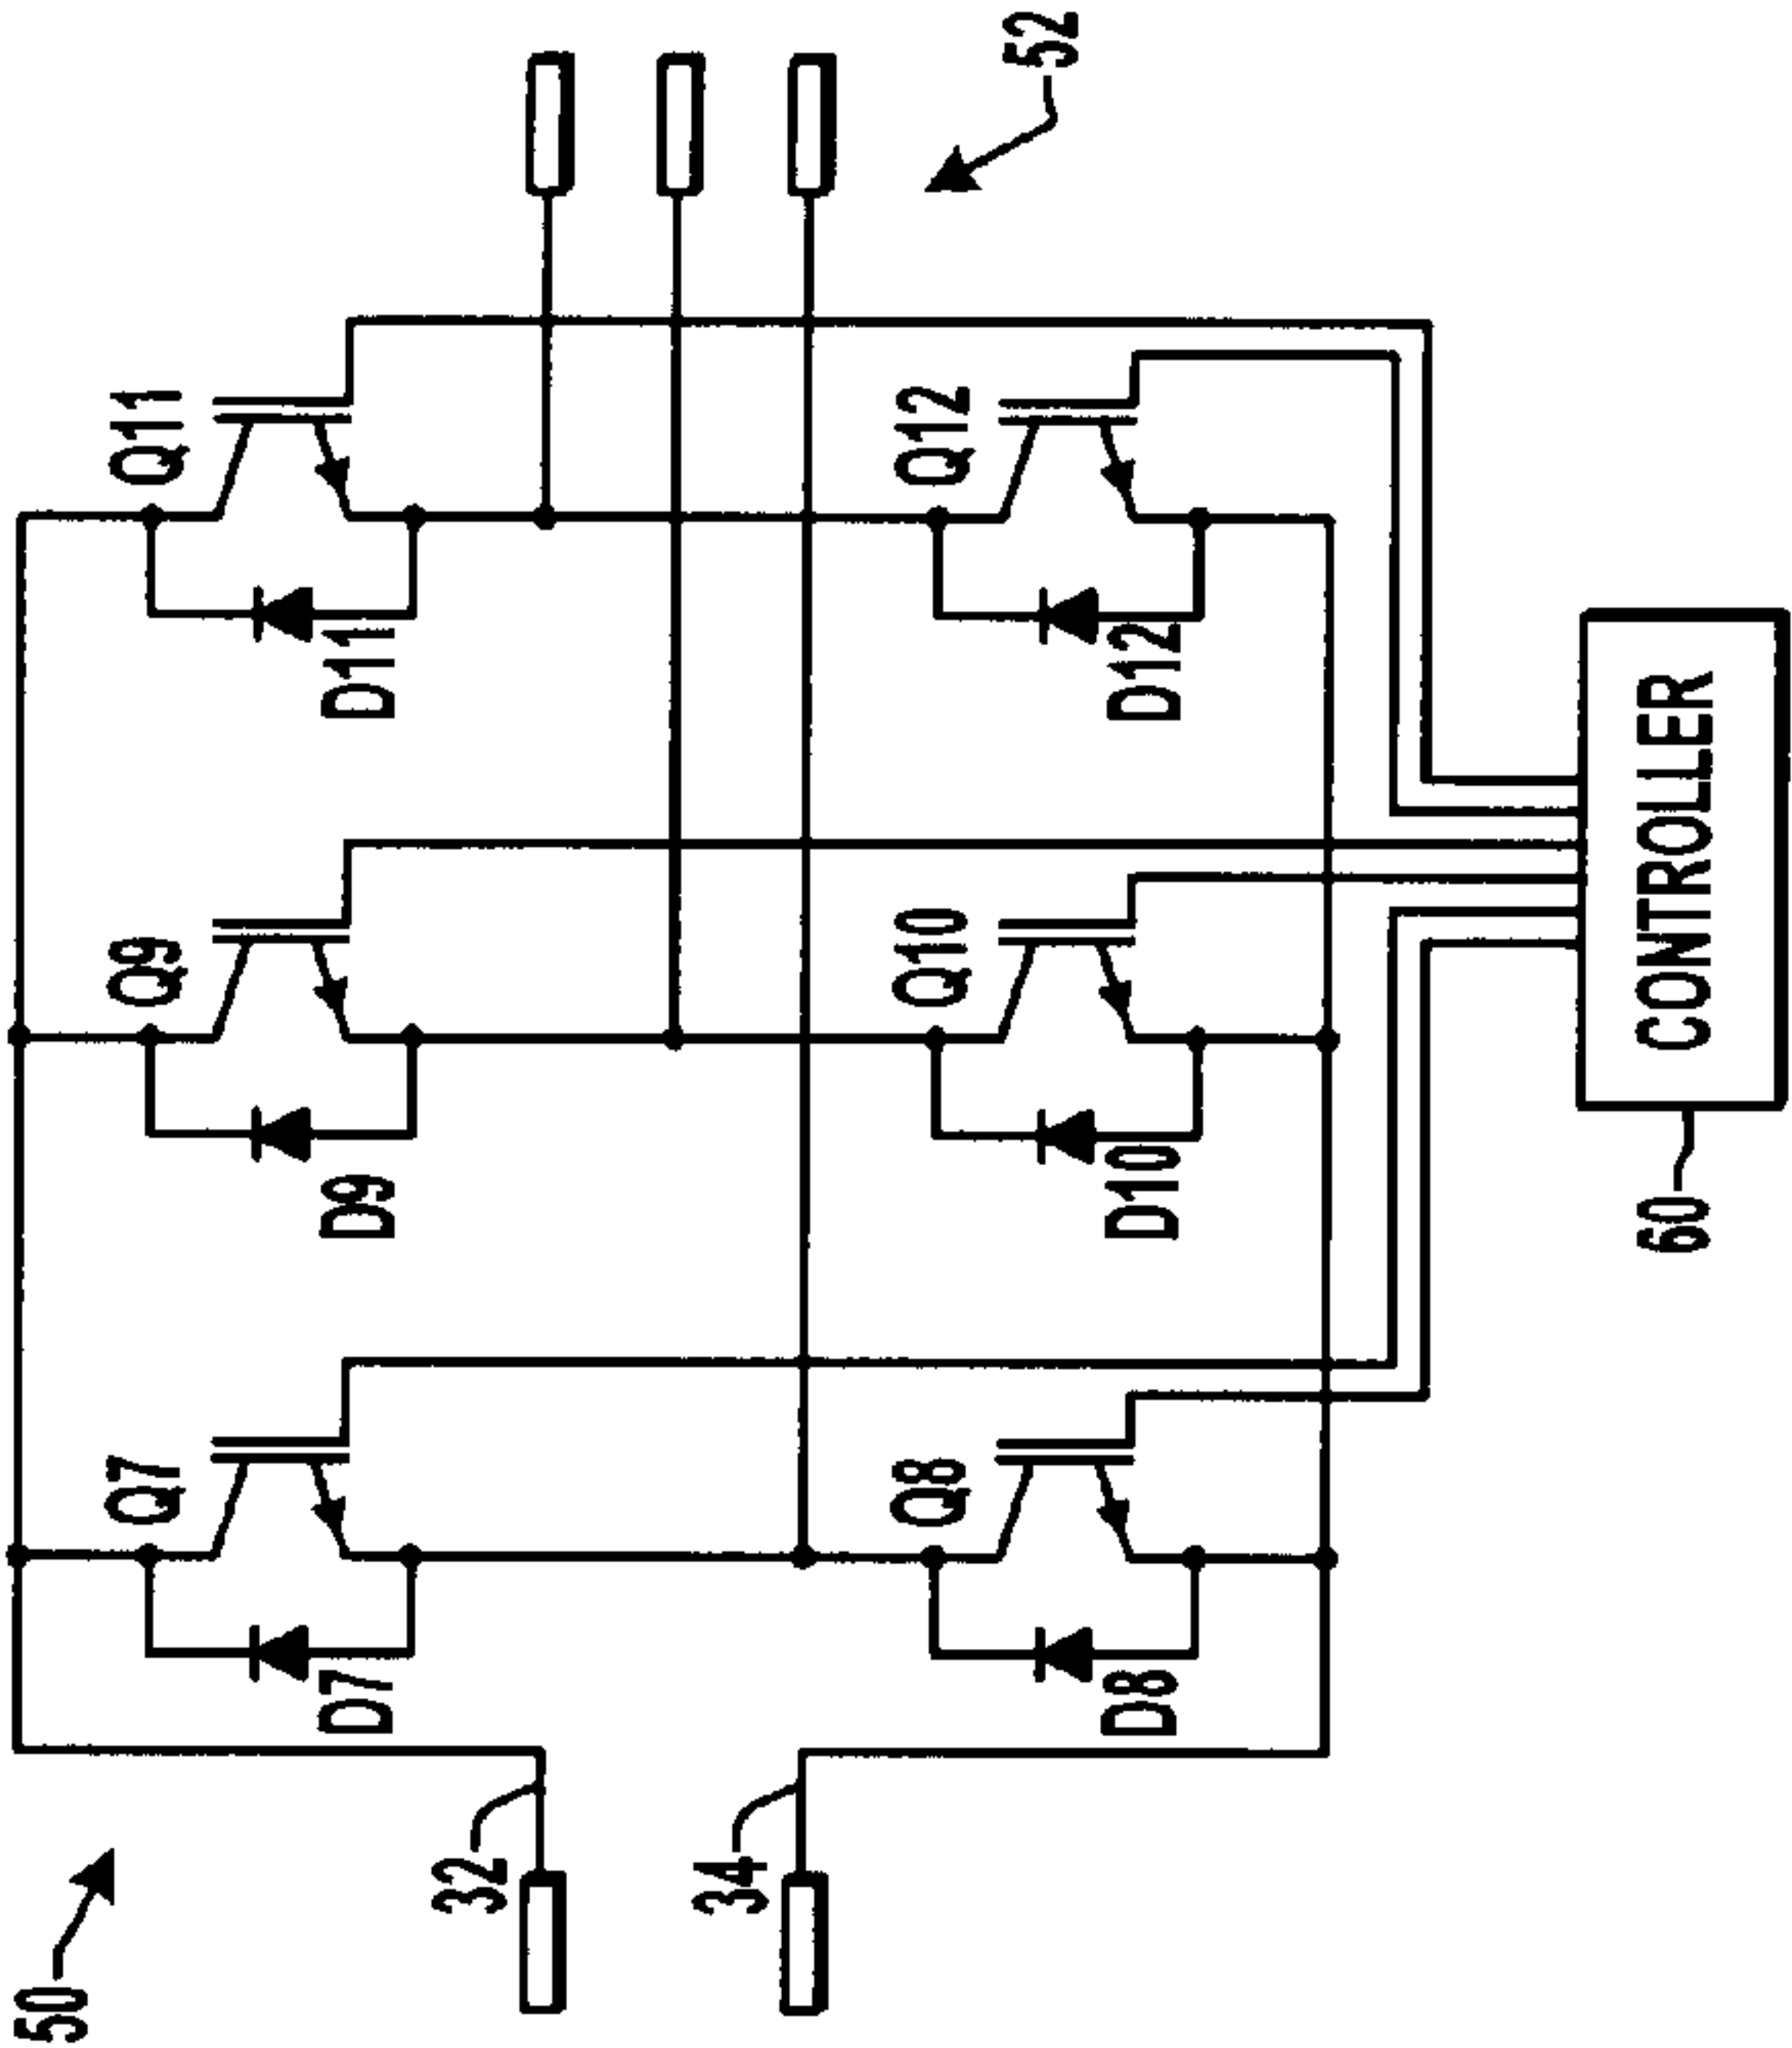 50
32
34
Q7
Q9
Q11
D7
D9
D11
Q8
Q10
Q12
D8
D10
D12
52
60
CONTROLLER